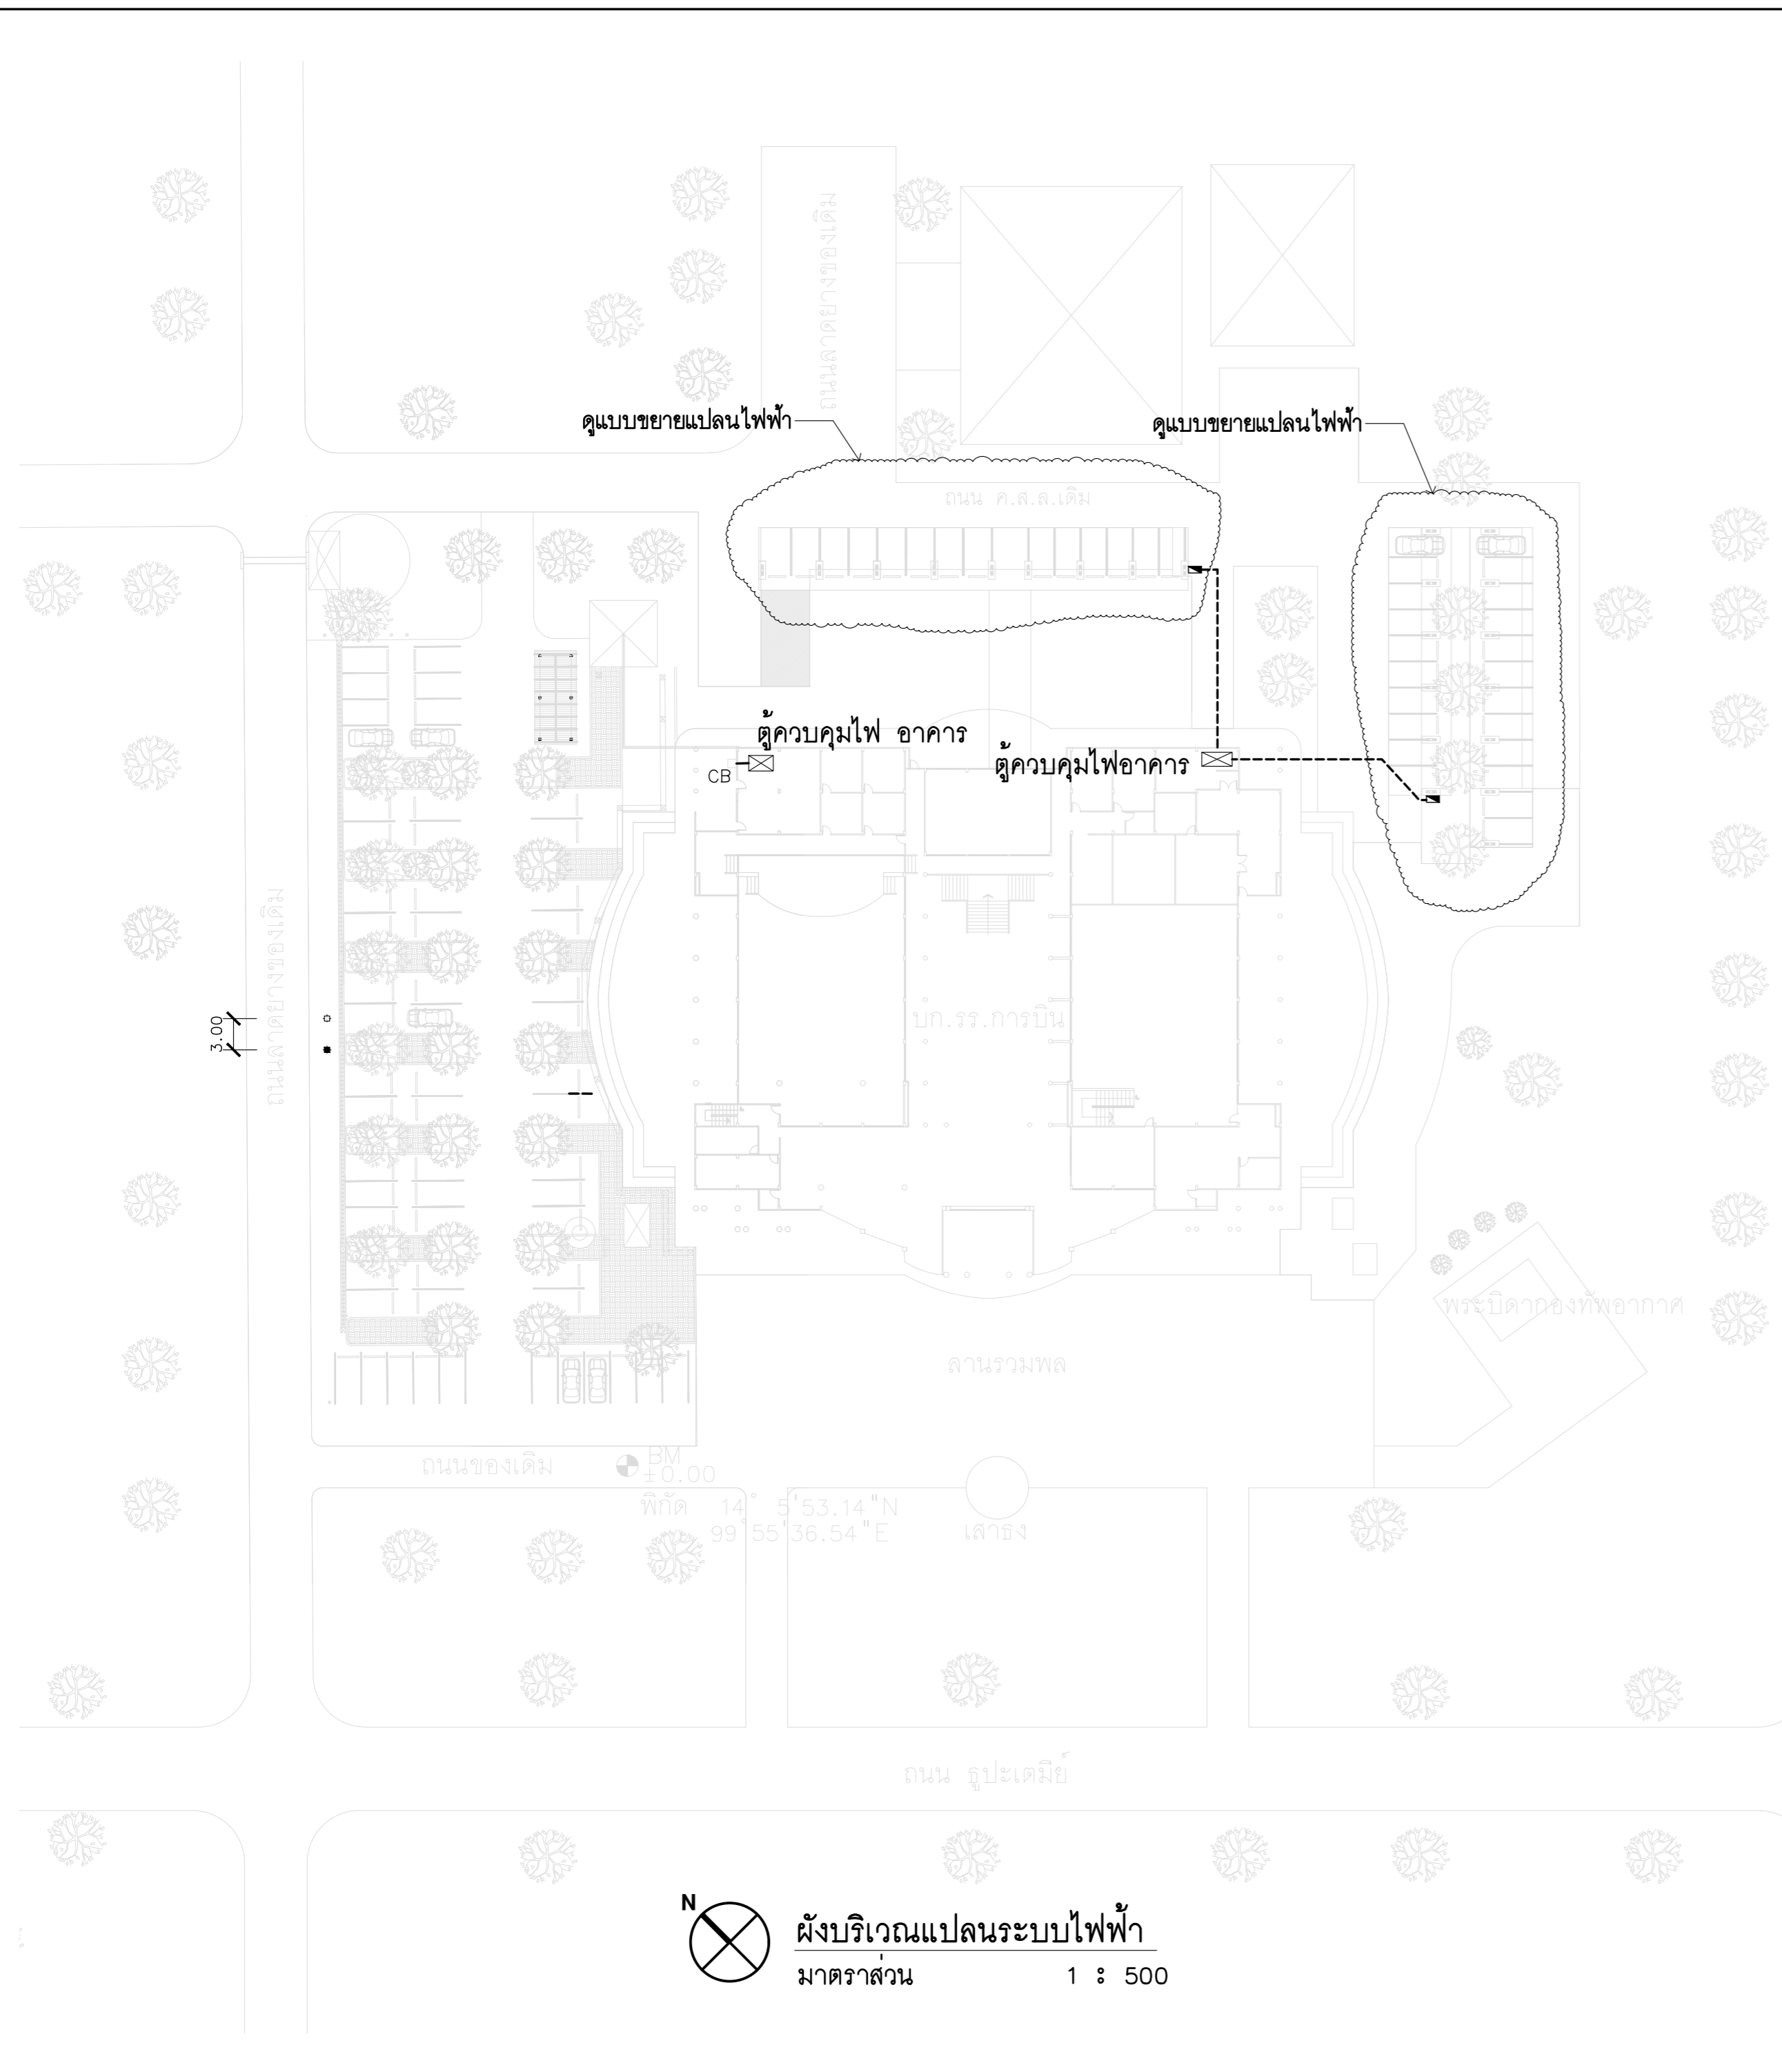 ถนนลาดยางของเดิม
ดูแบบขยายแปลนไฟฟ้า
ดูแบบขยายแปลนไฟฟ้า
ถนน ค.ส.ล.เดิม
ตู้ควบคุมไฟ อาคาร
CB
ตู้ควบคุมไฟอาคาร
ถนนลาดยางของเดิม
3.00
บก.รร.การบิน
พระบิดากองทัพอากาศ
ลานรวมพล
ถนนของเดิม
BM
±0.00
พิกัด 14° 5'53.14"N
99°55'36.54"E
เสาธง
ถนน ธูปะเตมีย์
N
ผังบริเวณแปลนระบบไฟฟ้า
มาตราส่วน 1 : 500